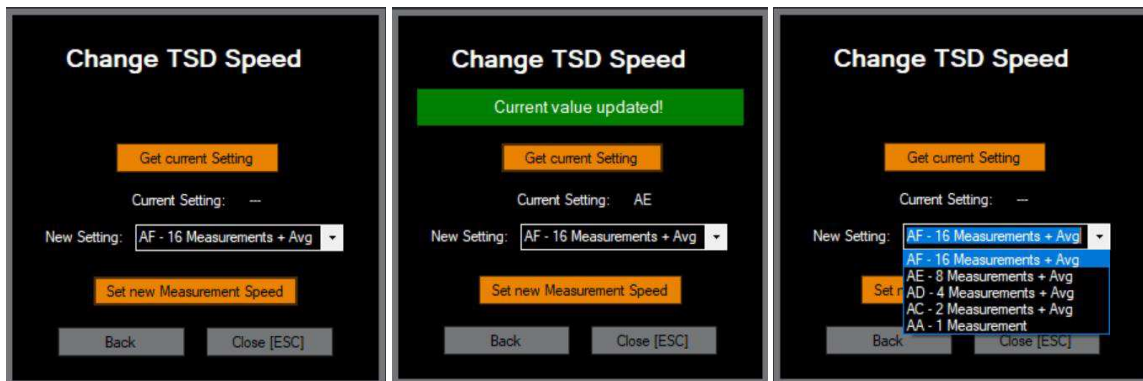 Change TSD Speed
Get current Setting
Current Setting: ---
New Setting: AF - 16 Measurements + Avg
Set new Measurement Speed
Back Close [ESC]
Change TSD Speed
Current value updated!
Get current Setting
Current Setting: AE
New Setting: AF - 16 Measurements + Avg
Set new Measurement Speed
Back Close [ESC]
Change TSD Speed
Get current Setting
Current Setting: ---
New Setting: AF - 16 Measurements + Avg
AF - 16 Measurements + Avg
AE - 8 Measurements + Avg
Set AD - 4 Measurements + Avg
AC - 2 Measurements + Avg
AA - 1 Measurement
Back Close [ESC]